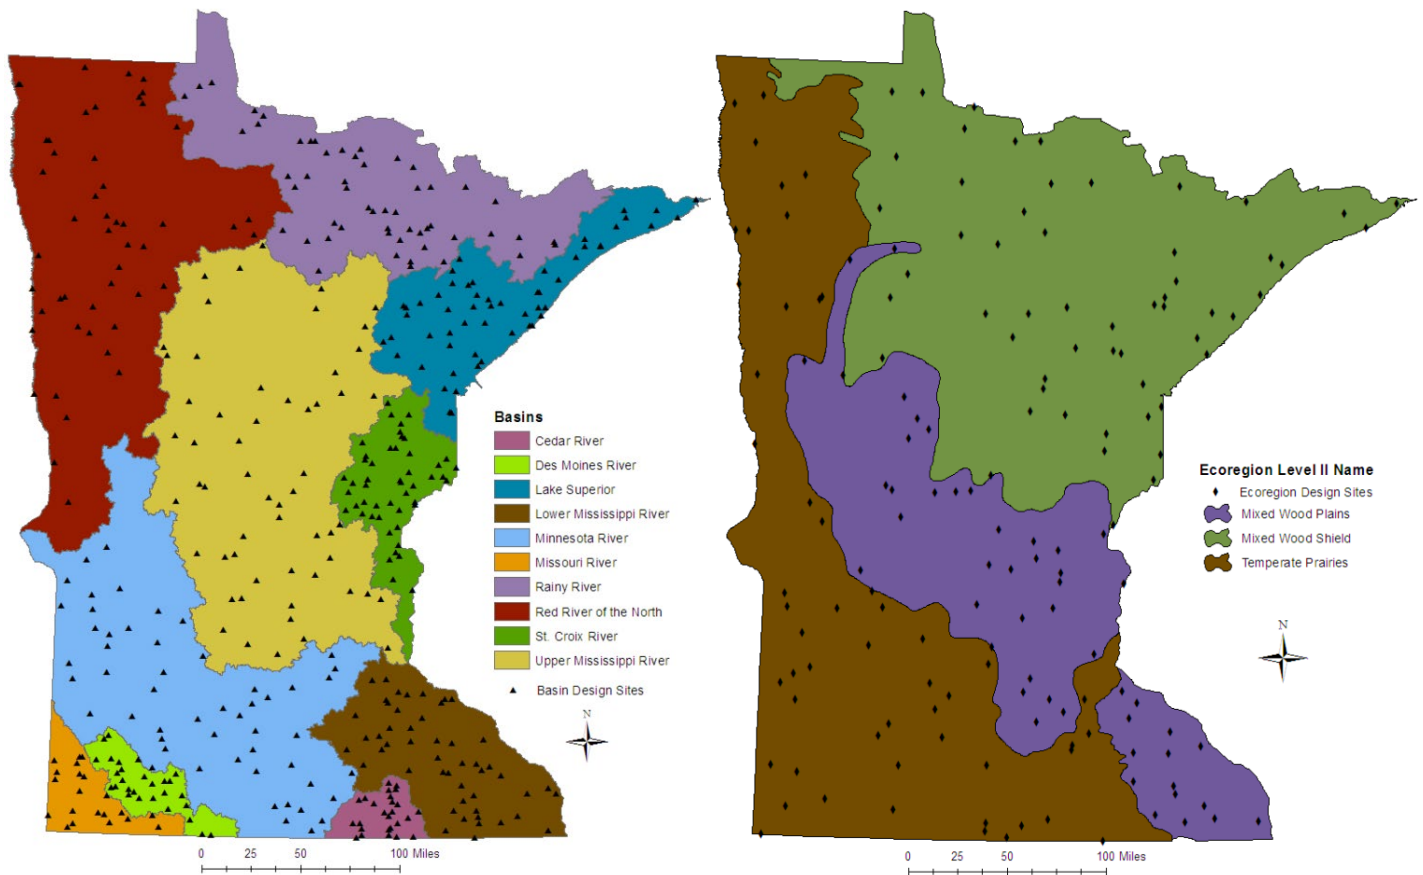 Basins
Cedar River
Des Moines River
Lake Superior
Lower Mississippi River
Minnesota River
Missouri River
Rainy River
Red River of the North
St. Croix River
Upper Mississippi River
Basin Design Sites
N
0 25 50 100 Miles
Ecoregion Level II Name
Ecoregion Design Sites
Mixed Wood Plains
Mixed Wood Shield
Temperate Prairies
N
0 25 50 100 Miles